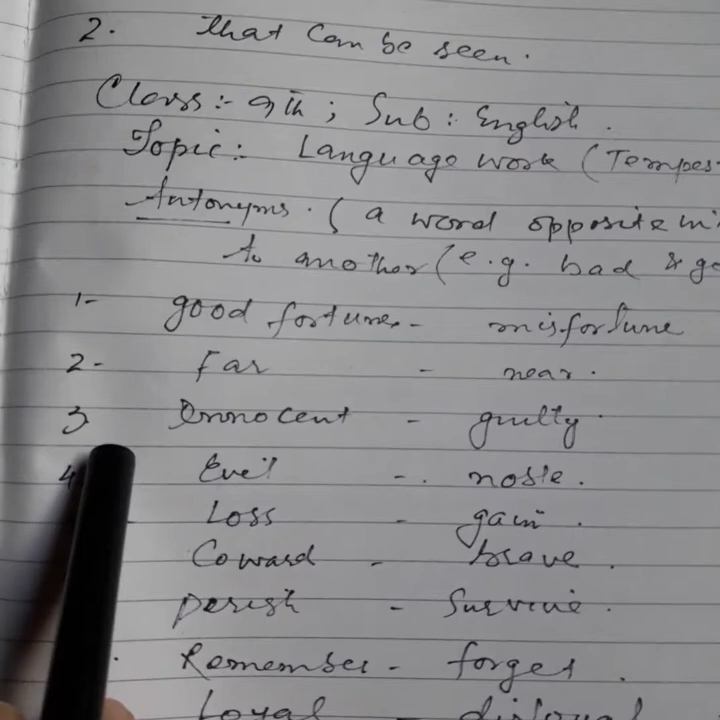 2. That can be seen.
Class :- 9th ; Sub : English.
Topic : Language work (Tempes
Antonyms. ( a word opposite in
to another (e.g. bad & go
1- good fortune - misfortune
2- Far - near.
3 Innocent - guilty.
4 Evil - noble.
Loss - gain.
Coward - brave.
perish - Survive.
Remember - forget.
Loyal - disloyal